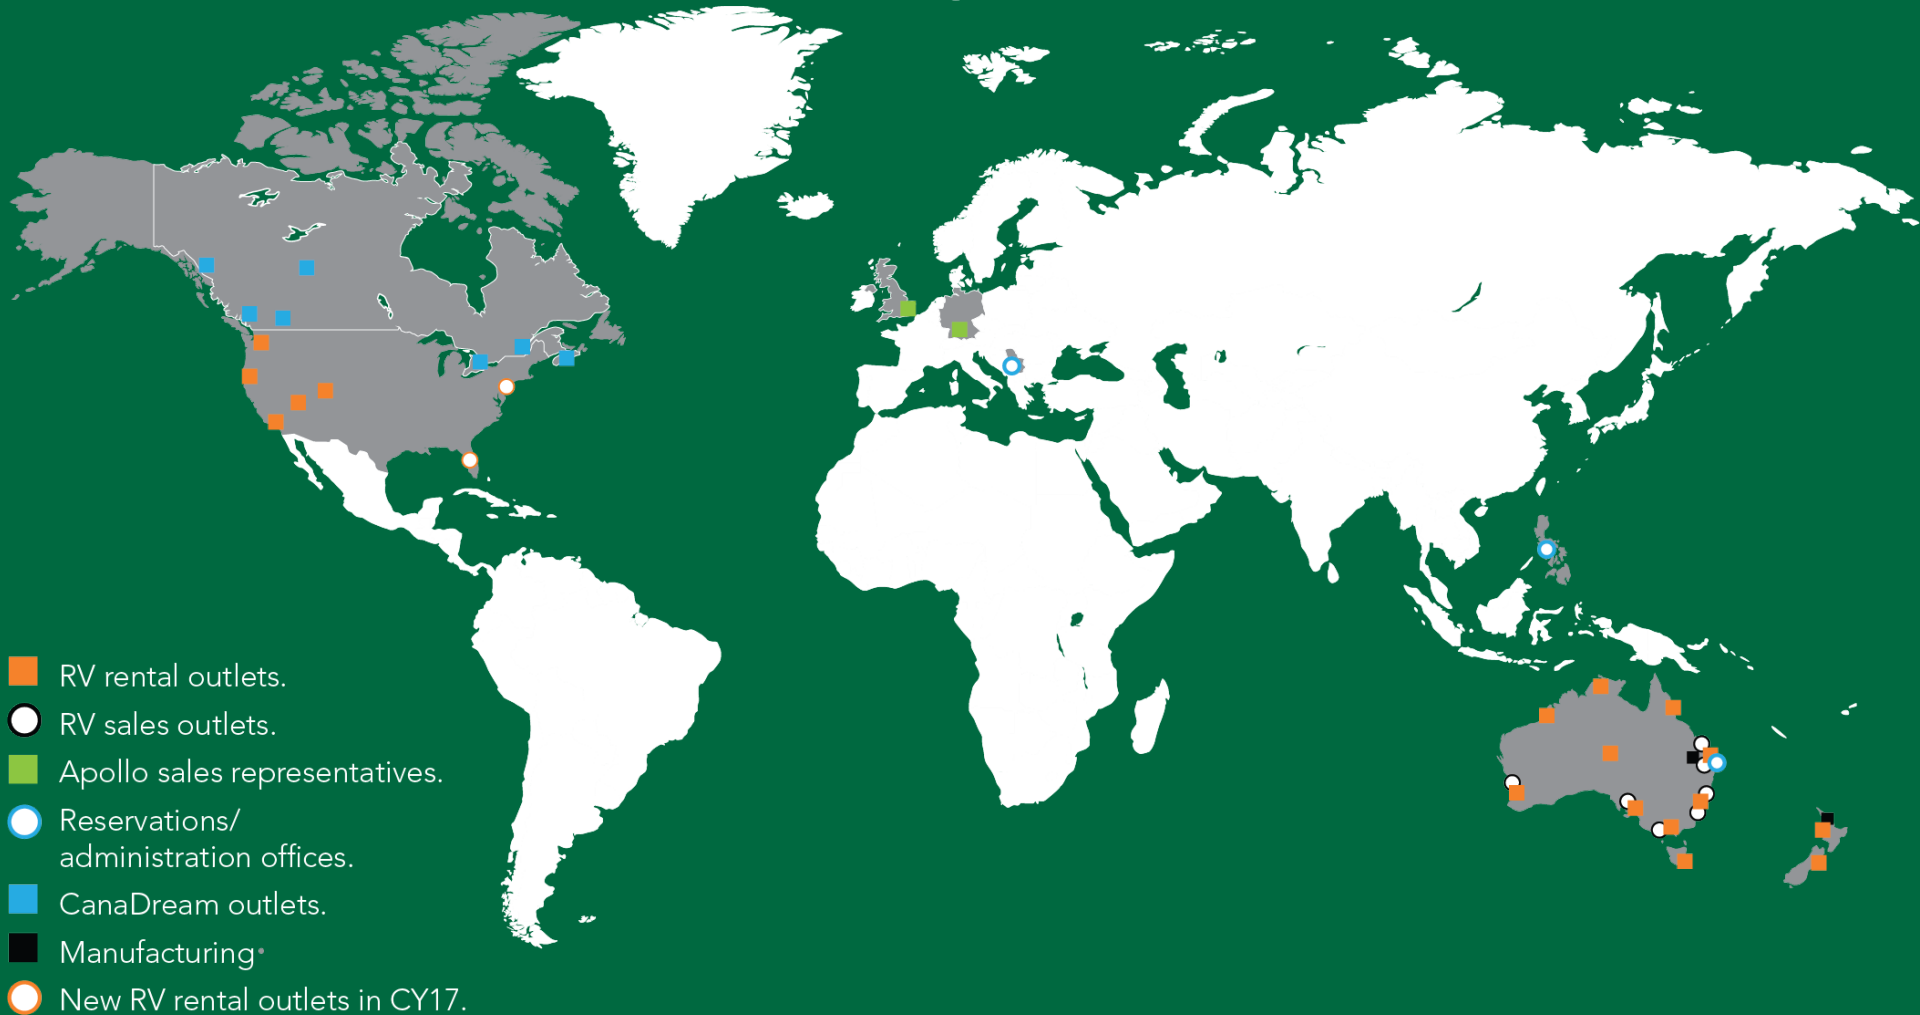 RV rental outlets.
RV sales outlets.
Apollo sales representatives.
Reservations/
administration offices.
CanaDream outlets.
Manufacturing•
New RV rental outlets in CY17.